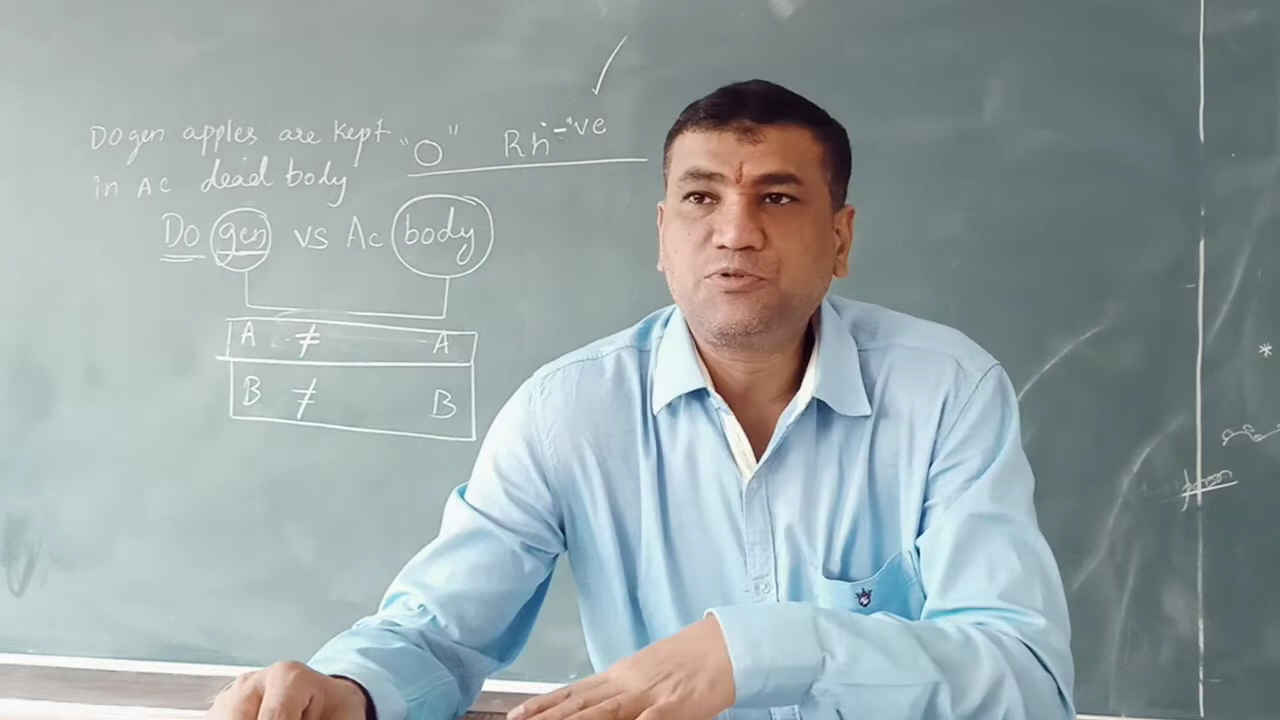 Dogen apples are kept
in AC dead body
"O" Rh -"ve
Do gen vs Ac body
A ≠ A
B ≠ B
*